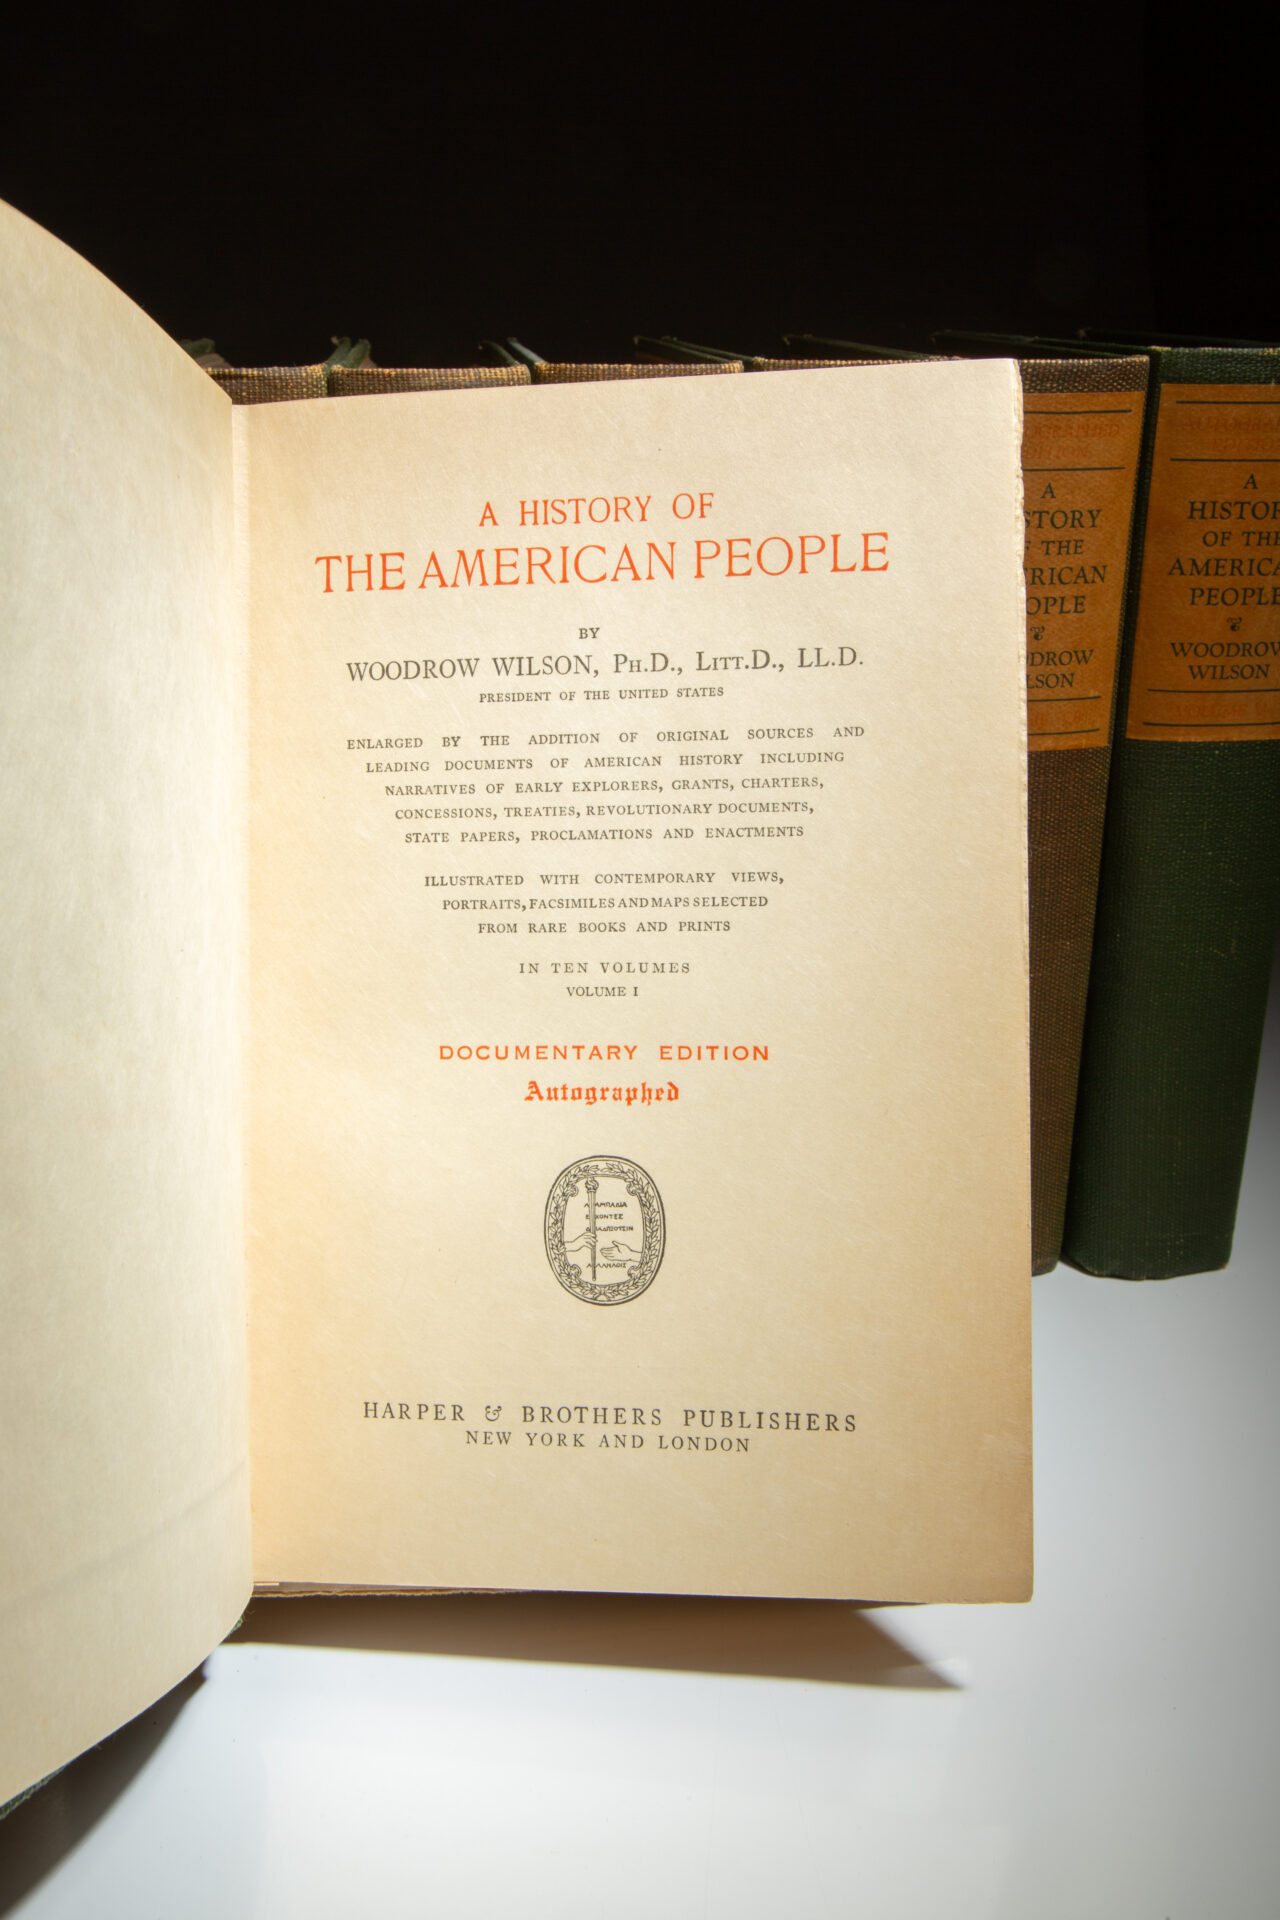 A HISTORY OF
THE AMERICAN PEOPLE
BY
WOODROW WILSON, PH.D., LITT.D., LL.D.
PRESIDENT OF THE UNITED STATES
ENLARGED BY THE ADDITION OF ORIGINAL SOURCES AND
LEADING DOCUMENTS OF AMERICAN HISTORY INCLUDING
NARRATIVES OF EARLY EXPLORERS, GRANTS, CHARTERS,
CONCESSIONS, TREATIES, REVOLUTIONARY DOCUMENTS,
STATE PAPERS, PROCLAMATIONS AND ENACTMENTS
ILLUSTRATED WITH CONTEMPORARY VIEWS,
PORTRAITS, FACSIMILES AND MAPS SELECTED
FROM RARE BOOKS AND PRINTS
IN TEN VOLUMES
VOLUME I
DOCUMENTARY EDITION
Autographed
HARPER & BROTHERS PUBLISHERS
NEW YORK AND LONDON
A
OF THE
A
HISTOR
OF THE
AMERICA
PEOPLE
WOODROW
WILSON